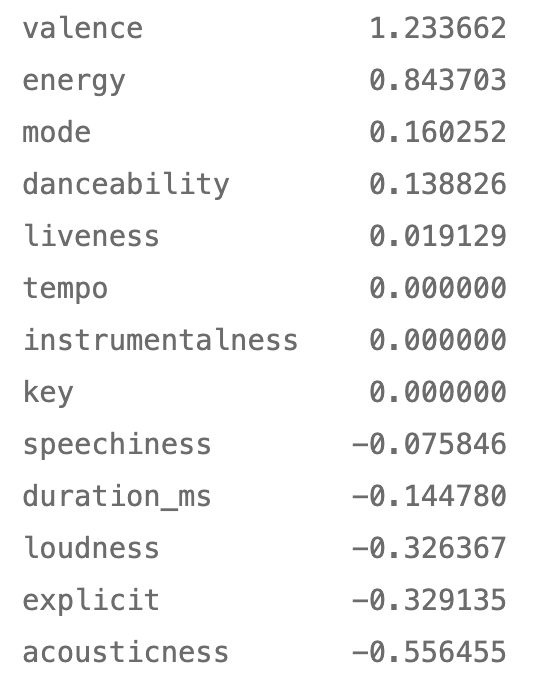 valence 1.233662
energy 0.843703
mode 0.160252
danceability 0.138826
liveness 0.019129
tempo 0.000000
instrumentalness 0.000000
key 0.000000
speechiness −0.075846
duration_ms −0.144780
loudness −0.326367
explicit −0.329135
acousticness −0.556455